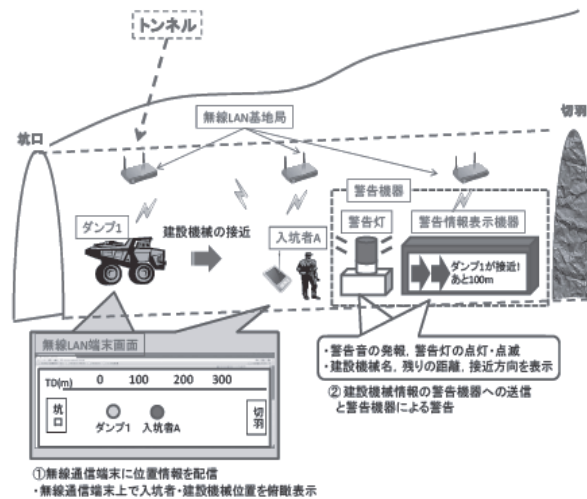 トンネル
切羽
無線LAN基地局
坑口
警告機器
警告灯
警告情報表示機器
ダンプ1
建設機械の接近
入坑者A
ダンプ1が接近!
あと100m
無線LAN端末画面
・警告音の発報，警告灯の点灯・点滅
・建設機械名，残りの距離，接近方向を表示
TD(m) 0 100 200 300
坑口
ダンプ1 入坑者A
切羽
②建設機械情報の警告機器への送信
と警告機器による警告
①無線通信端末に位置情報を配信
・無線通信端末上で入坑者・建設機械位置を俯瞰表示